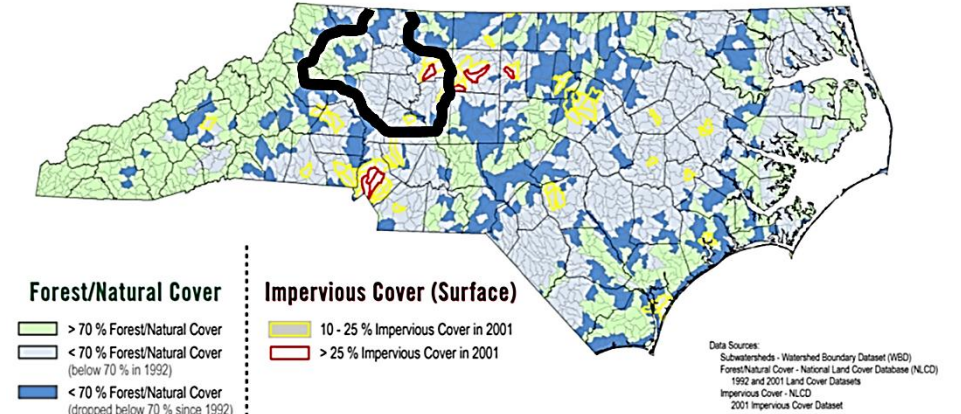 Forest/Natural Cover
> 70 % Forest/Natural Cover
< 70 % Forest/Natural Cover
(below 70 % in 1992)
< 70 % Forest/Natural Cover
(dropped below 70 % since 1992)
Impervious Cover (Surface)
10 - 25 % Impervious Cover in 2001
> 25 % Impervious Cover in 2001
Data Sources:
Subwatersheds - Watershed Boundary Dataset (WBD)
Forest/Natural Cover - National Land Cover Database (NLCD)
1992 and 2001 Land Cover Datasets
Impervious Cover - NLCD
2001 Impervious Cover Dataset